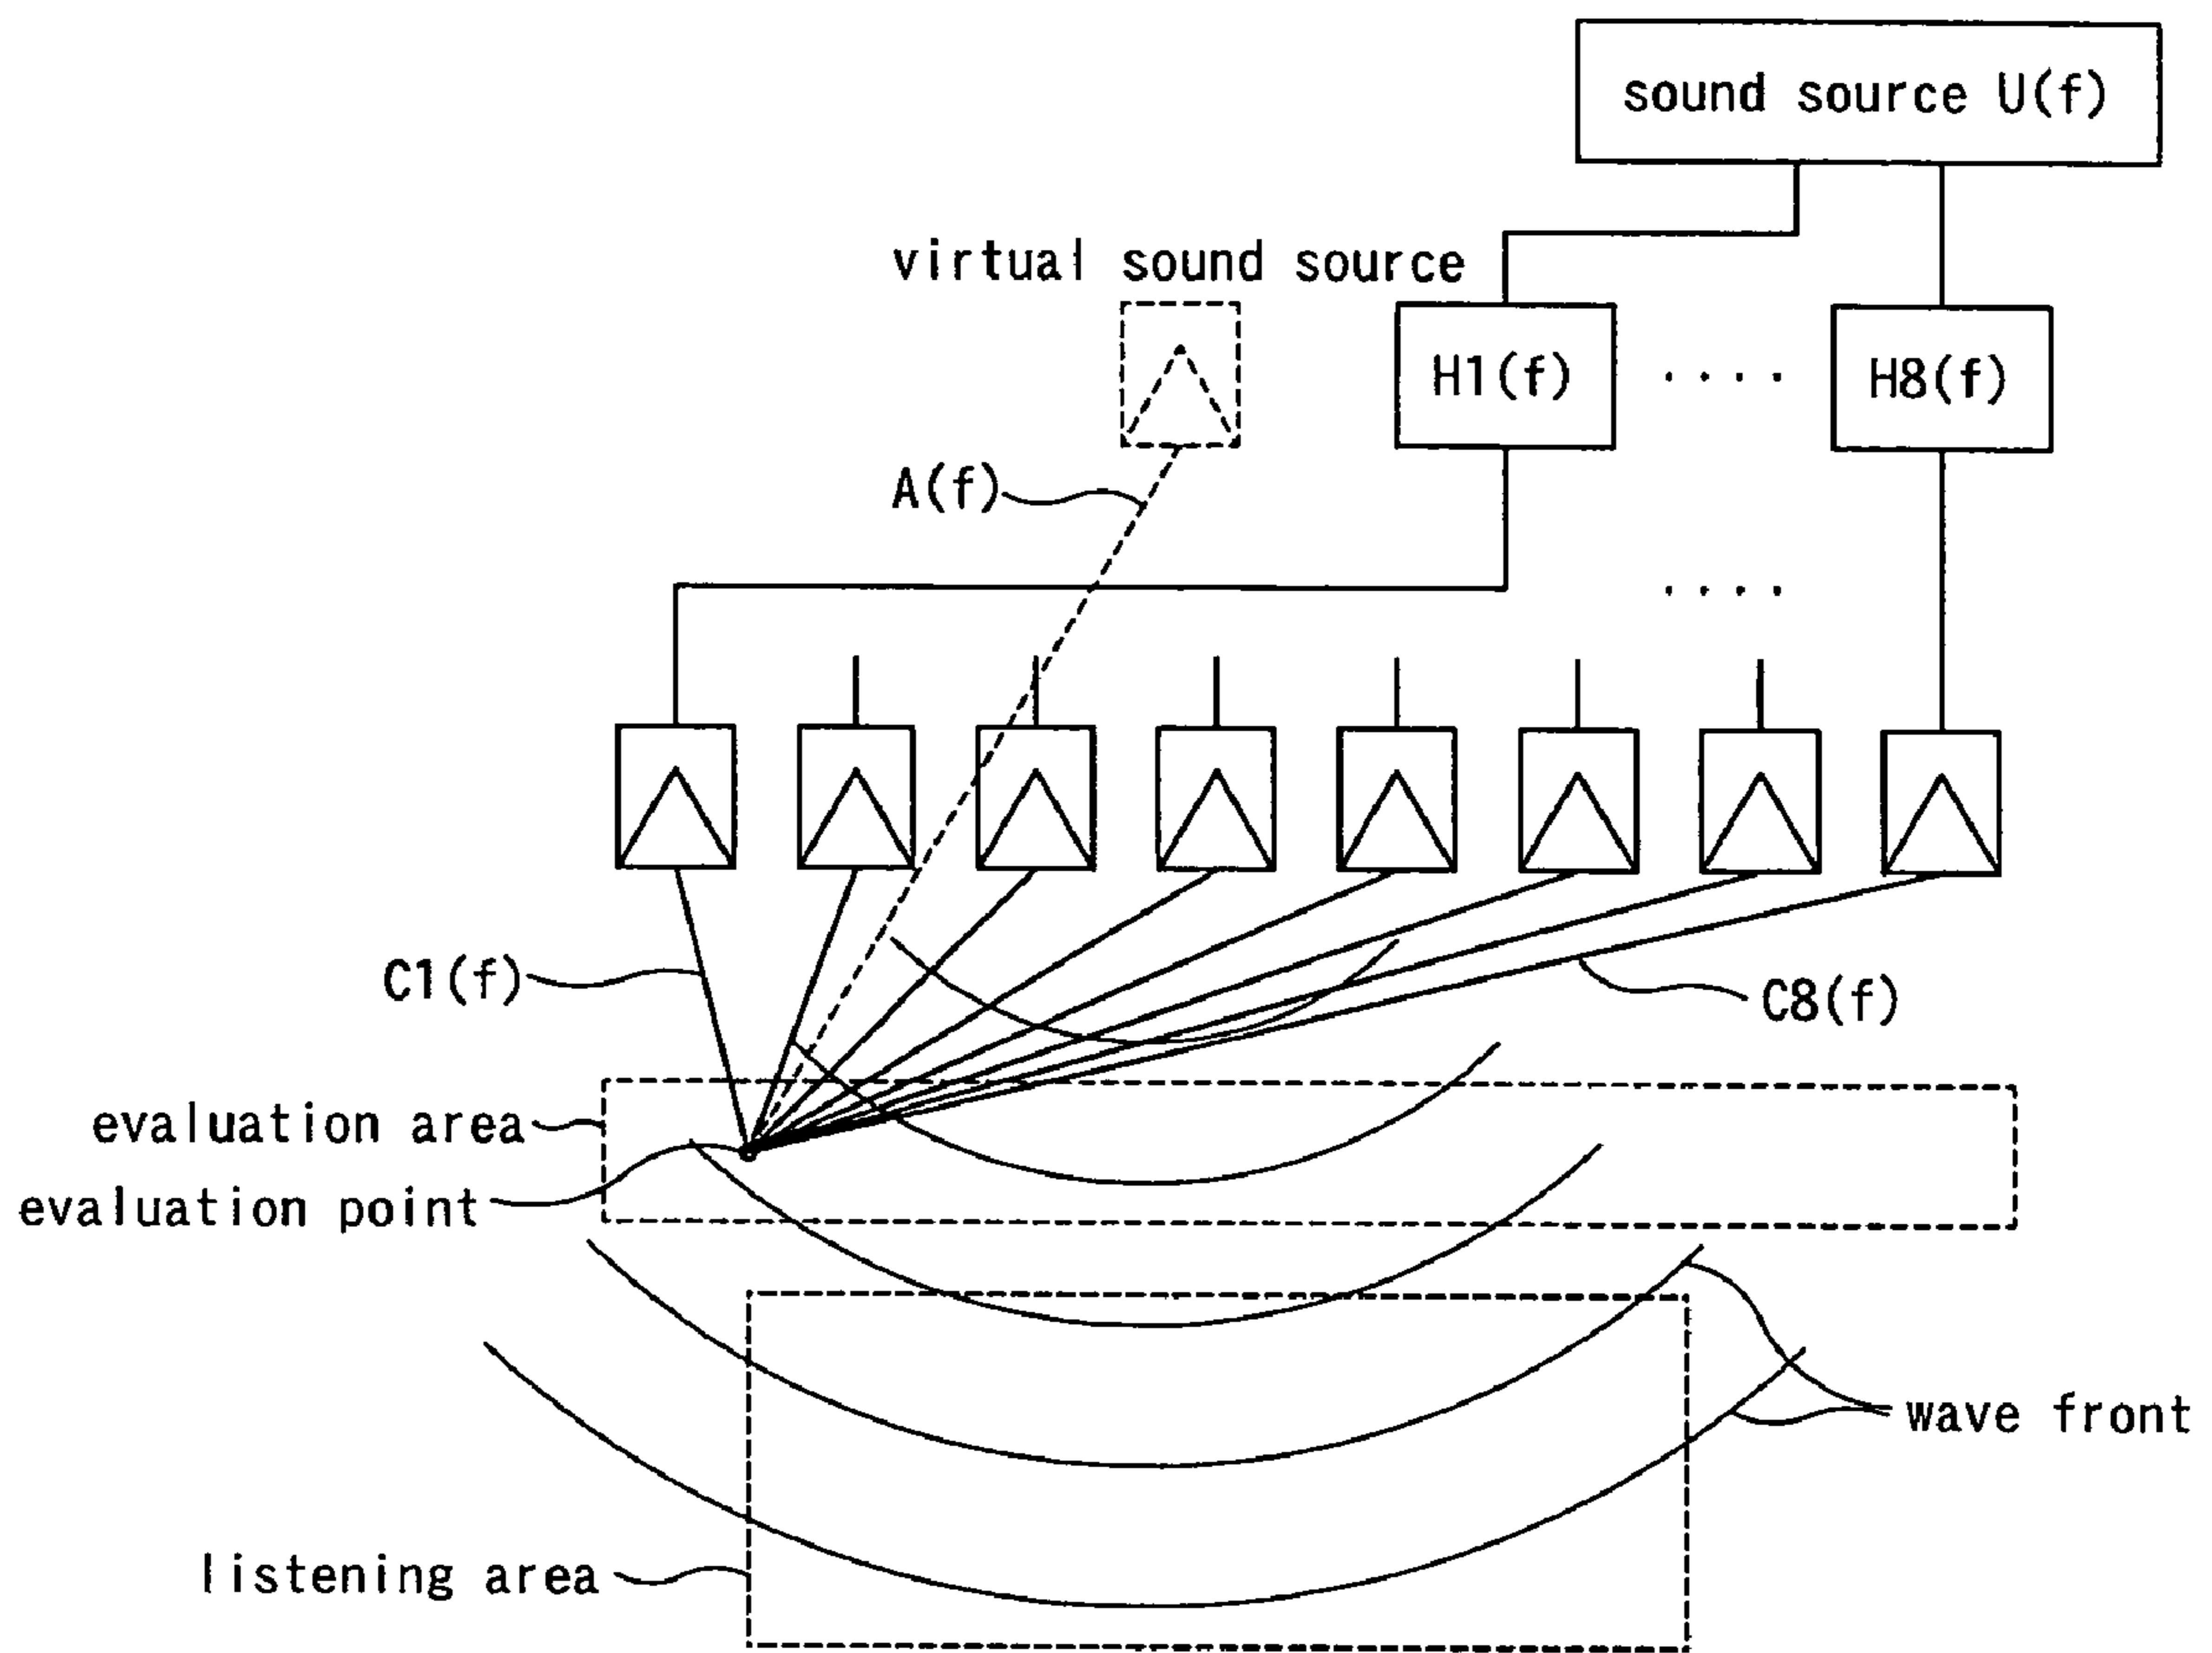 sound source U(f)
virtual sound source
H1(f)
H8(f)
A(f)
C1(f)
C8(f)
evaluation area
evaluation point
wave front
listening area